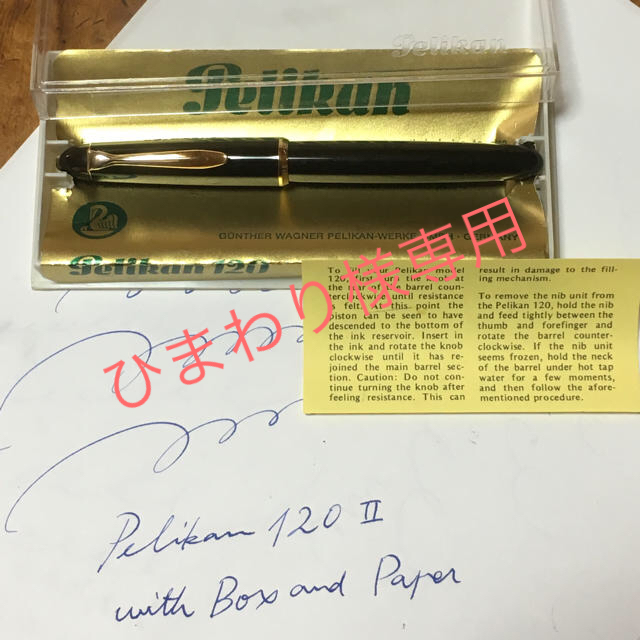 Pelikan
Pelikan
GÜNTHER WAGNER PELIKAN-WERKE GERMANY
Pelikan 120
ひまわり様専用
model
120, first turn the knob at
the barrel coun-
terclockwise until resistance
is felt. At this point the
piston can be seen to have
descended to the bottom of
the ink reservoir. Insert in
the ink and rotate the knob
clockwise until it has re-
joined the main barrel sec-
tion. Caution: Do not con-
tinue turning the knob after
feeling resistance. This can
result in damage to the fill-
ing mechanism.
To remove the nib unit from
the Pelikan 120, hold the nib
and feed tightly between the
thumb and forefinger and
rotate the barrel counter-
clockwise. If the nib unit
seems frozen, hold the neck
of the barrel under hot tap
water for a few moments,
and then follow the afore-
mentioned procedure.
Pelikan 120 II
with Box and Paper